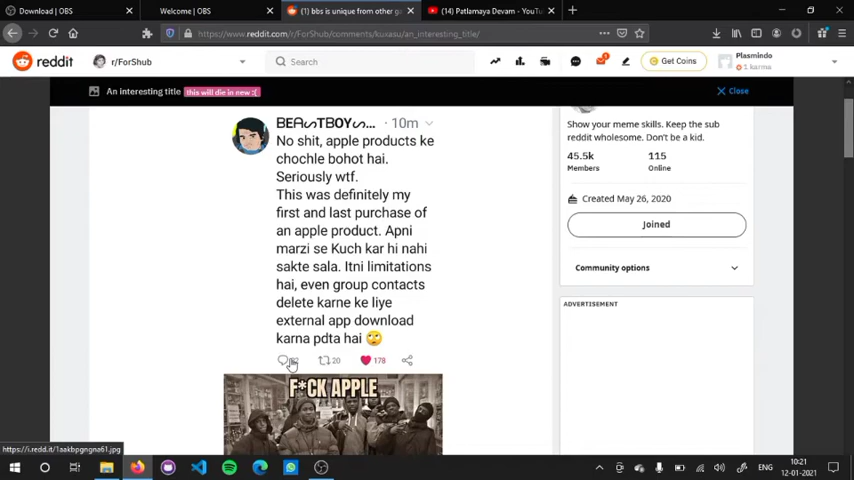 Download | OBS
Welcome | OBS
(1) bbs is unique from other ga
(14) Patlamaya Devam - YouT
https://www.reddit.com/r/ForShub/comments/kuxasu/an_interesting_title/
reddit
r/ForShub
Search
Get Coins
Plasmindo
1 karma
An interesting title this will die in new :(
Close
BEAᔕTBOYᔕ... · 10m
No shit, apple products ke
chochle bohot hai.
Seriously wtf.
This was definitely my
first and last purchase of
an apple product. Apni
marzi se Kuch kar hi nahi
sakte sala. Itni limitations
hai, even group contacts
delete karne ke liye
external app download
karna pdta hai 🙄
20
178
F*CK APPLE
Show your meme skills. Keep the sub
reddit wholesome. Don't be a kid.
45.5k
115
Members
Online
Created May 26, 2020
Joined
Community options
ADVERTISEMENT
https://i.redd.it/1aakbpgngna61.jpg
ENG
10:21
12-01-2021